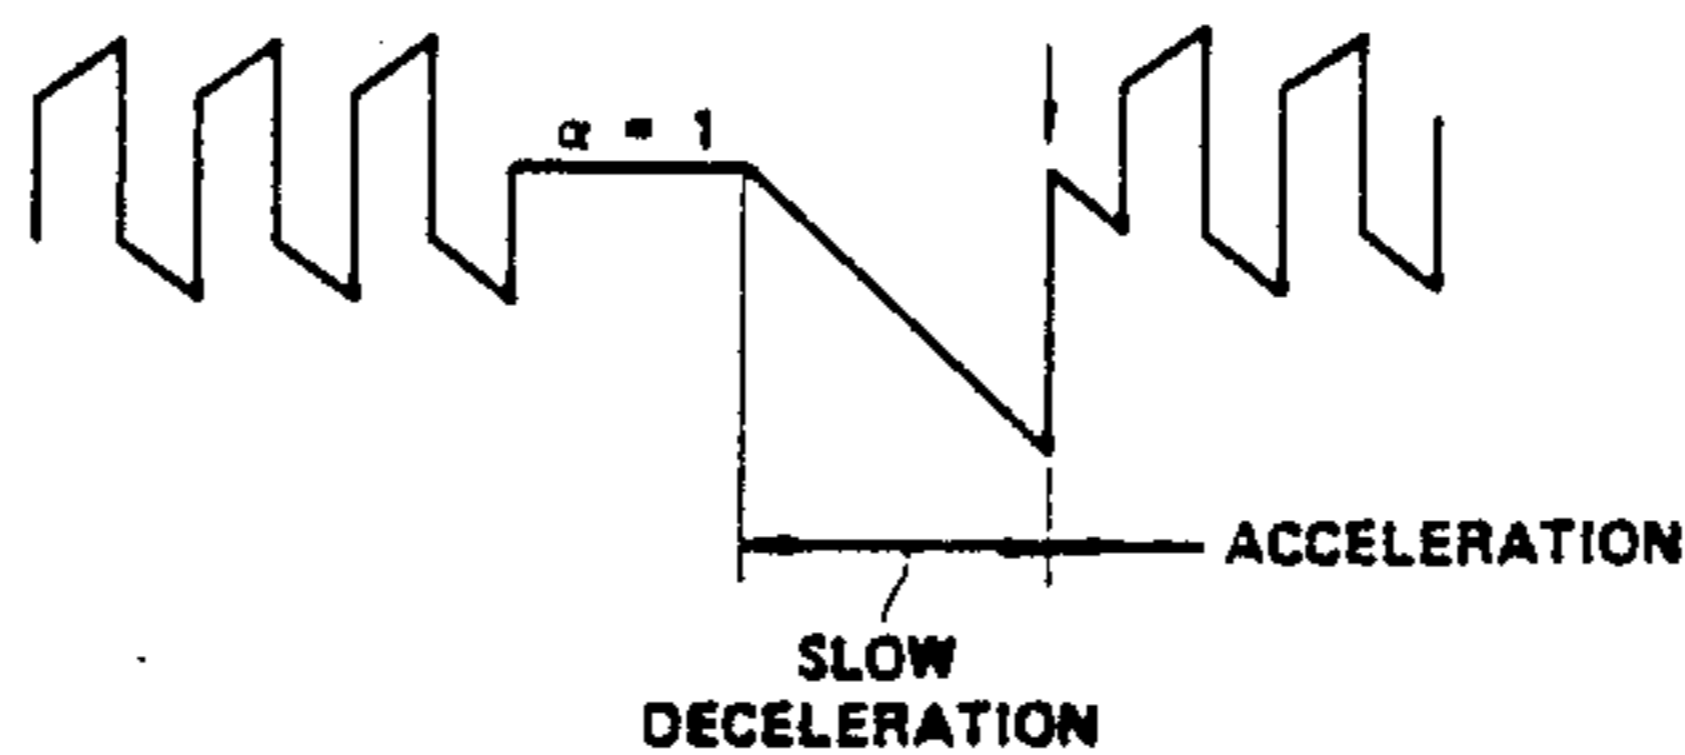 α = 1
ACCELERATION
SLOW
DECELERATION